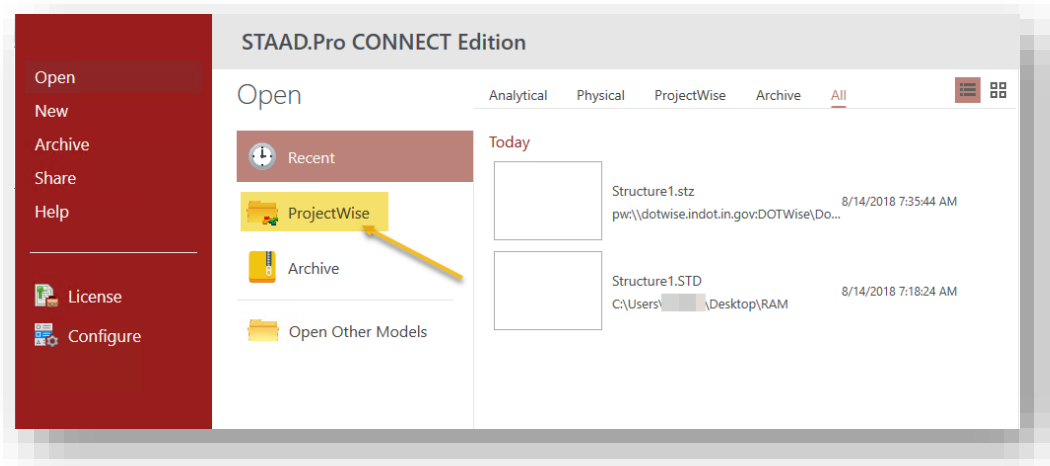 STAAD.Pro CONNECT Edition
Open
New
Archive
Share
Help
License
Configure
Open
Recent
ProjectWise
Archive
Open Other Models
Analytical Physical ProjectWise Archive All
Today
Structure1.stz
pw:\\dotwise.indot.in.gov:DOTWise\Do...
8/14/2018 7:35:44 AM
Structure1.STD
C:\Users\ \Desktop\RAM
8/14/2018 7:18:24 AM